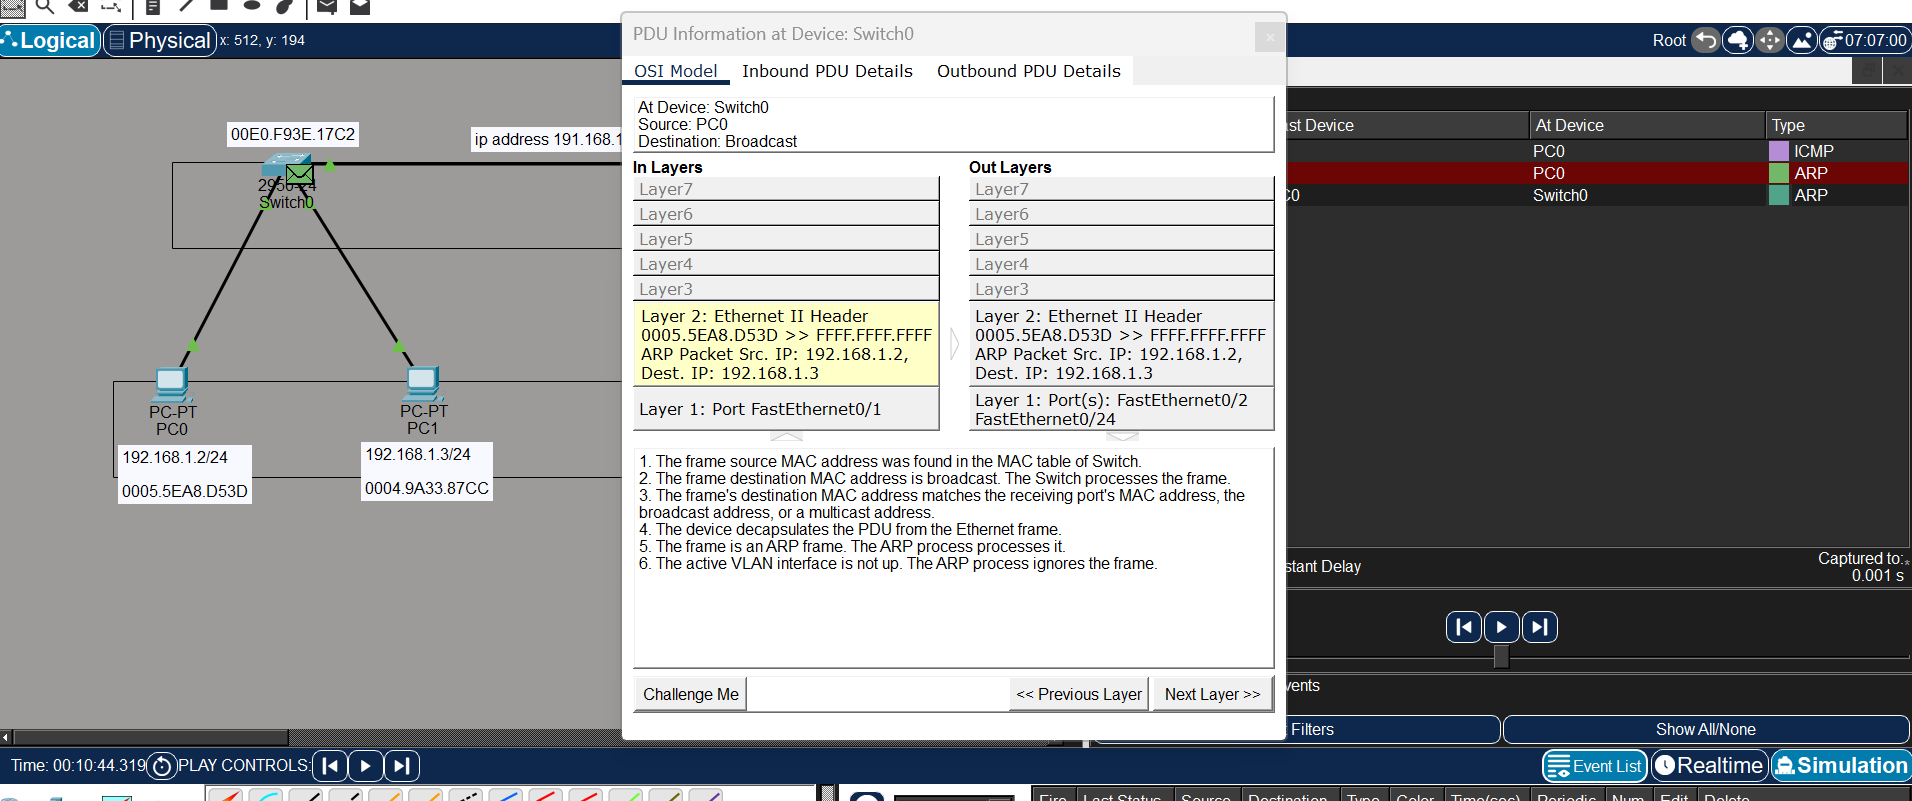 Logical
Physical
x: 512, y: 194
Root
07:07:00
PDU Information at Device: Switch0
OSI Model
Inbound PDU Details
Outbound PDU Details
At Device: Switch0
Source: PC0
Destination: Broadcast
In Layers
Out Layers
Layer7
Layer6
Layer5
Layer4
Layer3
Layer 2: Ethernet II Header
0005.5EA8.D53D >> FFFF.FFFF.FFFF
ARP Packet Src. IP: 192.168.1.2,
Dest. IP: 192.168.1.3
Layer 1: Port FastEthernet0/1
Layer7
Layer6
Layer5
Layer4
Layer3
Layer 2: Ethernet II Header
0005.5EA8.D53D >> FFFF.FFFF.FFFF
ARP Packet Src. IP: 192.168.1.2,
Dest. IP: 192.168.1.3
Layer 1: Port(s): FastEthernet0/2
FastEthernet0/24
1. The frame source MAC address was found in the MAC table of Switch.
2. The frame destination MAC address is broadcast. The Switch processes the frame.
3. The frame's destination MAC address matches the receiving port's MAC address, the
broadcast address, or a multicast address.
4. The device decapsulates the PDU from the Ethernet frame.
5. The frame is an ARP frame. The ARP process processes it.
6. The active VLAN interface is not up. The ARP process ignores the frame.
Challenge Me
<< Previous Layer
Next Layer >>
00E0.F93E.17C2
ip address 191.168.1
2950-24
Switch0
PC-PT
PC0
192.168.1.2/24
0005.5EA8.D53D
PC-PT
PC1
192.168.1.3/24
0004.9A33.87CC
st Device
At Device
Type
PC0
ICMP
PC0
ARP
C0
Switch0
ARP
stant Delay
Captured to:
0.001 s
vents
Filters
Show All/None
Time: 00:10:44.319
PLAY CONTROLS:
Event List
Realtime
Simulation
Fire
Last Status
Source
Destination
Type
Color
Time(sec)
Periodic
Num
Edit
Delete